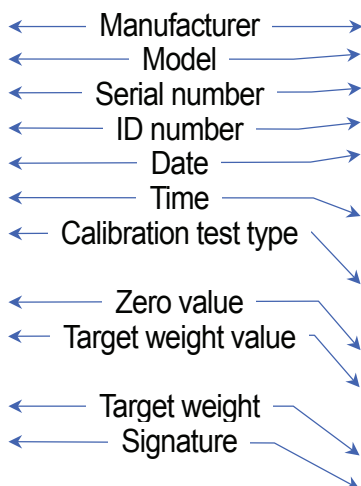 Manufacturer
Model
Serial number
ID number
Date
Time
Calibration test type
Zero value
Target weight value
Target weight
Signature